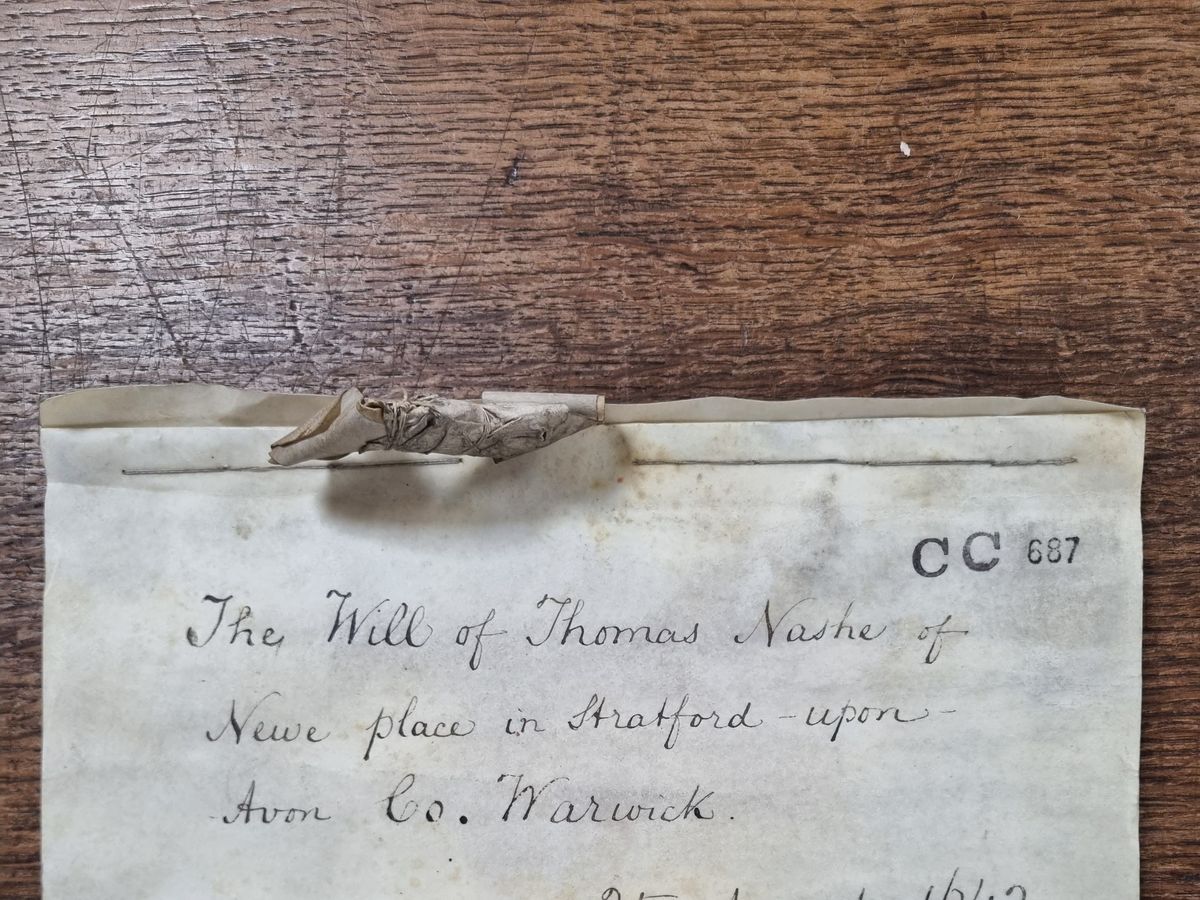 CC 687
The Will of Thomas Nashe of
Newe place in Stratford-upon-
Avon Co. Warwick.